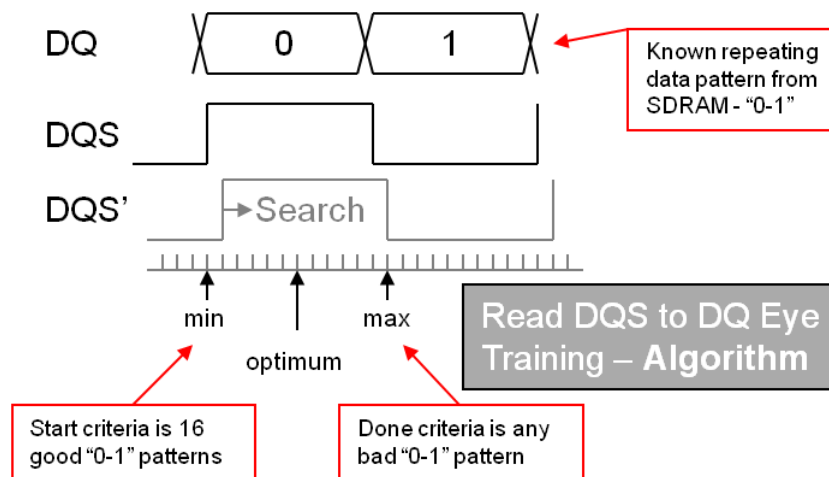 DQ
0
1
Known repeating
data pattern from
SDRAM - “0-1”
DQS
DQS’
Search
min
max
optimum
Read DQS to DQ Eye
Training – Algorithm
Start criteria is 16
good “0-1” patterns
Done criteria is any
bad “0-1” pattern